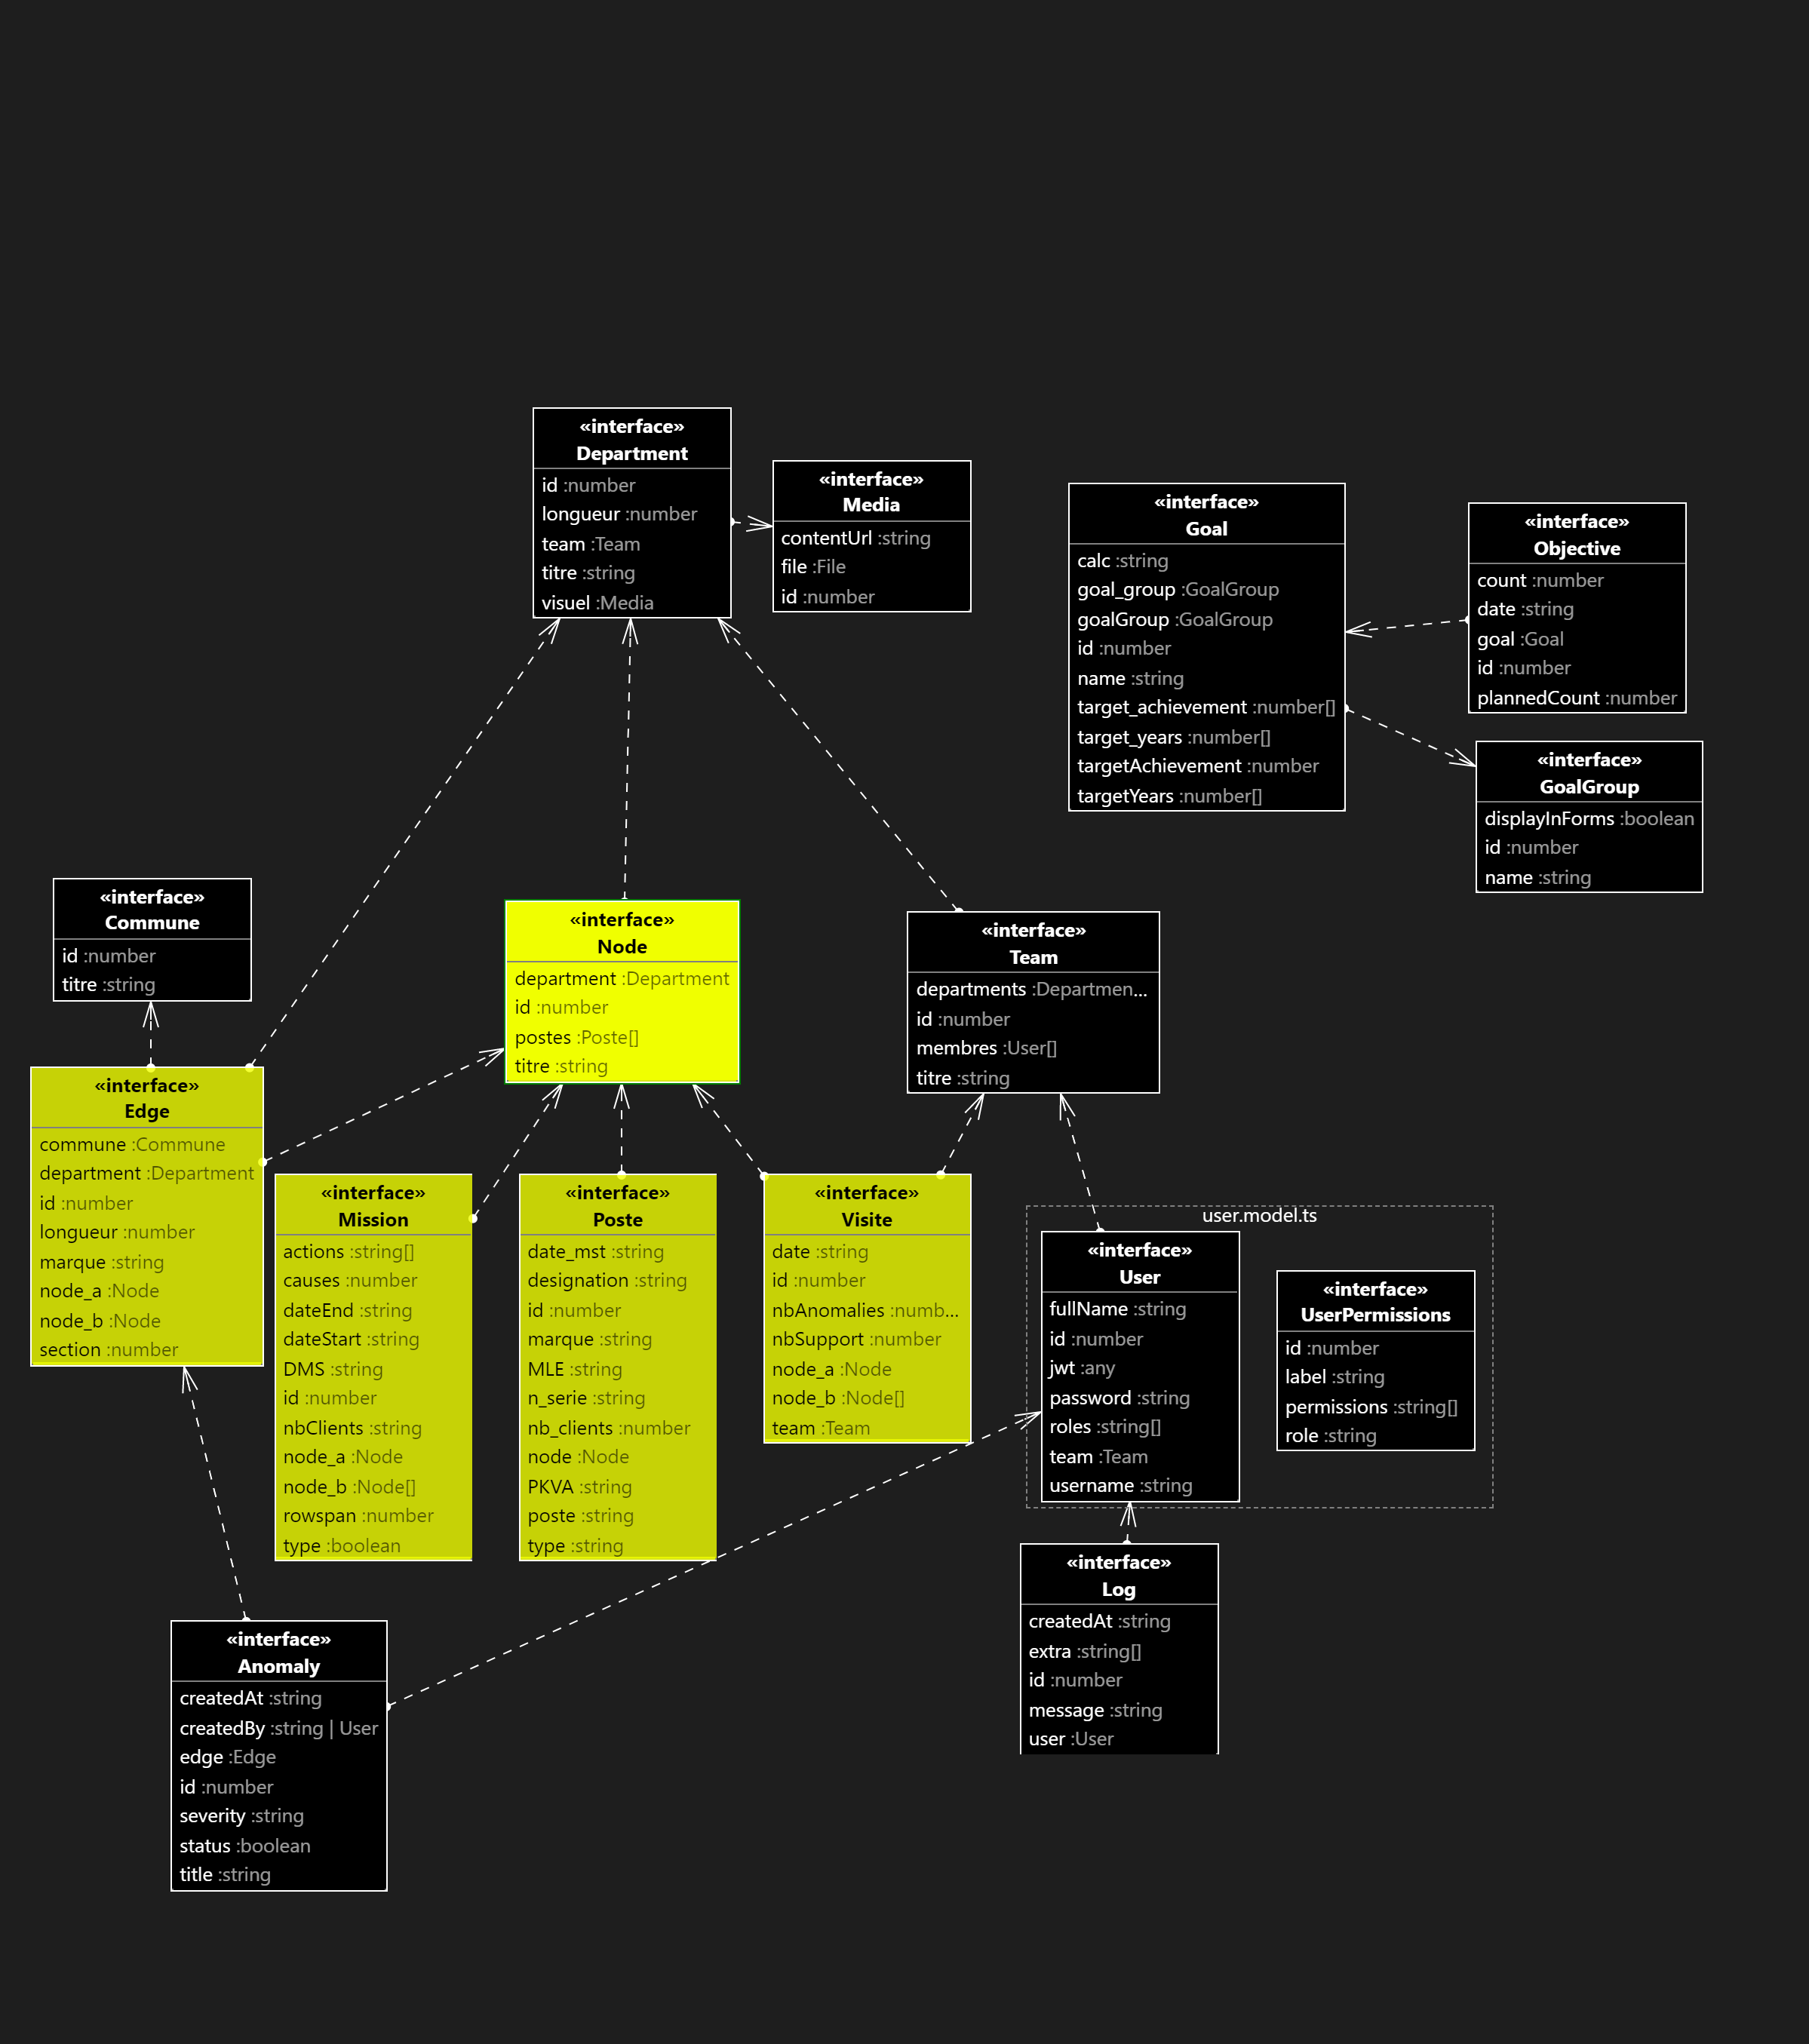 «interface»
Department
id :number
longueur :number
team :Team
titre :string
visuel :Media
«interface»
Media
contentUrl :string
file :File
id :number
«interface»
Goal
calc :string
goal_group :GoalGroup
goalGroup :GoalGroup
id :number
name :string
target_achievement :number[]
target_years :number[]
targetAchievement :number
targetYears :number[]
«interface»
Objective
count :number
date :string
goal :Goal
id :number
plannedCount :number
«interface»
GoalGroup
displayInForms :boolean
id :number
name :string
«interface»
Commune
id :number
titre :string
«interface»
Node
department :Department
id :number
postes :Poste[]
titre :string
«interface»
Team
departments :Departmen...
id :number
membres :User[]
titre :string
«interface»
Edge
commune :Commune
department :Department
id :number
longueur :number
marque :string
node_a :Node
node_b :Node
section :number
«interface»
Mission
actions :string[]
causes :number
dateEnd :string
dateStart :string
DMS :string
id :number
nbClients :string
node_a :Node
node_b :Node[]
rowspan :number
type :boolean
«interface»
Poste
date_mst :string
designation :string
id :number
marque :string
MLE :string
n_serie :string
nb_clients :number
node :Node
PKVA :string
poste :string
type :string
«interface»
Visite
date :string
id :number
nbAnomalies :numb...
nbSupport :number
node_a :Node
node_b :Node[]
team :Team
user.model.ts
«interface»
User
fullName :string
id :number
jwt :any
password :string
roles :string[]
team :Team
username :string
«interface»
UserPermissions
id :number
label :string
permissions :string[]
role :string
«interface»
Log
createdAt :string
extra :string[]
id :number
message :string
user :User
«interface»
Anomaly
createdAt :string
createdBy :string | User
edge :Edge
id :number
severity :string
status :boolean
title :string